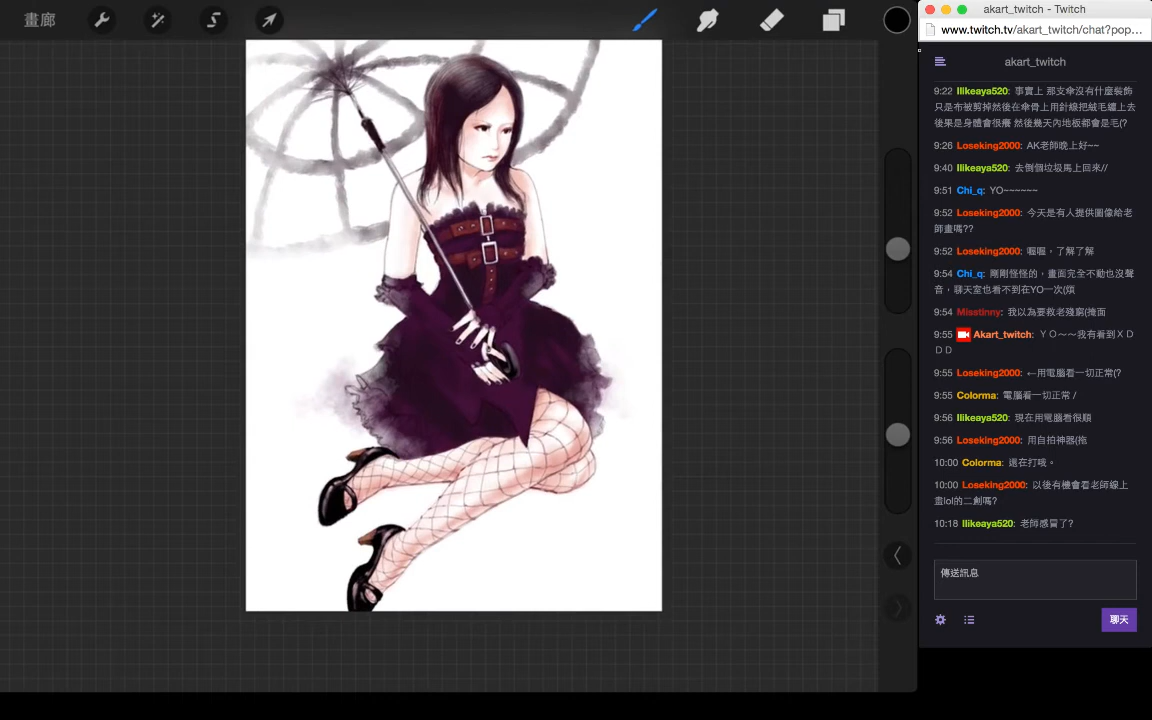 畫廊
akart_twitch - Twitch
www.twitch.tv/akart_twitch/chat?pop…
akart_twitch
9:22 Ilikeaya520: 事實上 那支傘沒有什麼裝飾
只是布被剪掉然後在傘骨上用針線把絨毛纏上去
後果是身體會很癢 然後幾天內地板都會是毛(?
9:26 Loseking2000: AK老師晚上好~~
9:40 Ilikeaya520: 去倒個垃圾馬上回來//
9:51 Chi_q: YO~~~~~~
9:52 Loseking2000: 今天是有人提供圖像給老
師畫嗎??
9:52 Loseking2000: 喔喔，了解了解
9:54 Chi_q: 剛剛怪怪的，畫面完全不動也沒聲
音，聊天室也看不到在YO一次(煩
9:54 Misstinny: 我以為要救老殘窮(掩面
9:55 Akart_twitch: ＹＯ～～我有看到ＸＤ
ＤＤ
9:55 Loseking2000: ←用電腦看一切正常(?
9:55 Colorma: 電腦看一切正常 /
9:56 Ilikeaya520: 現在用電腦看很順
9:56 Loseking2000: 用自拍神器(拖
10:00 Colorma: 還在打哦。
10:00 Loseking2000: 以後有機會看老師線上
畫lol的二創嗎?
10:18 Ilikeaya520: 老師感冒了?
傳送訊息
聊天